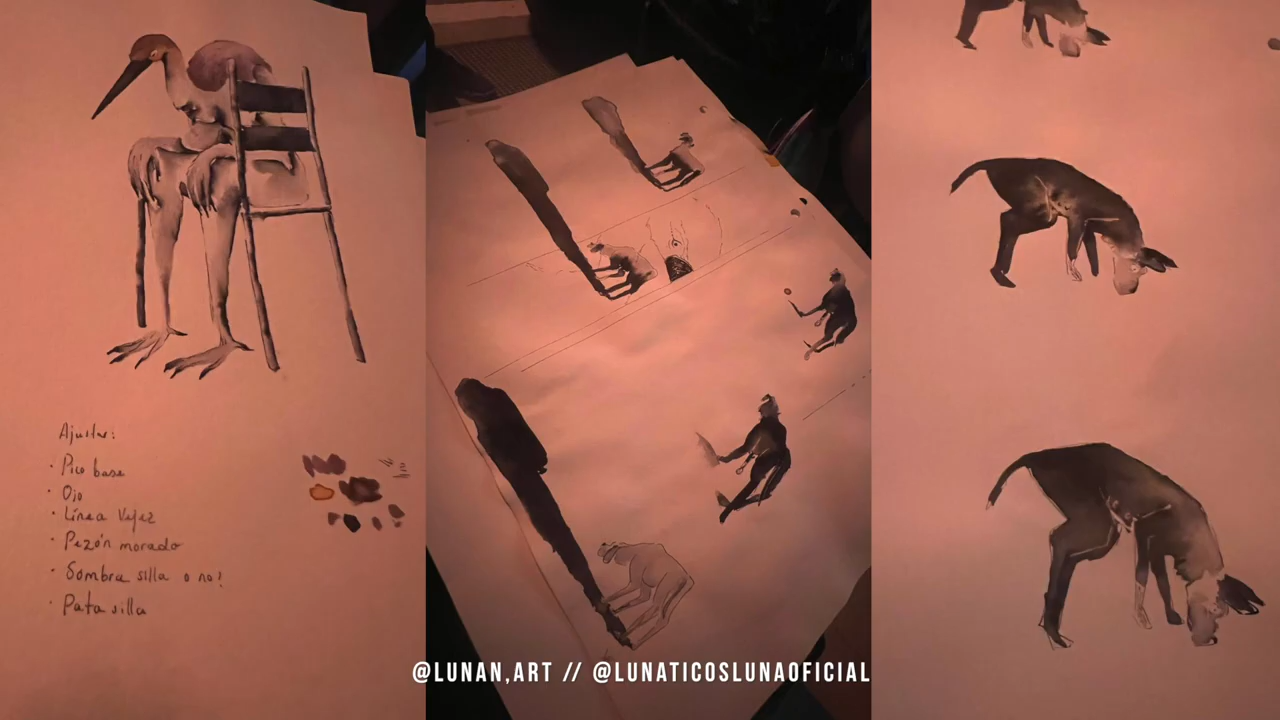 Ajustar:
· Pico base
· Ojo
· Línea Vejez
· Pezón morado
· Sombra silla o no?
· Pata silla
@LUNAN,ART // @LUNATICOSLUNAOFICIAL